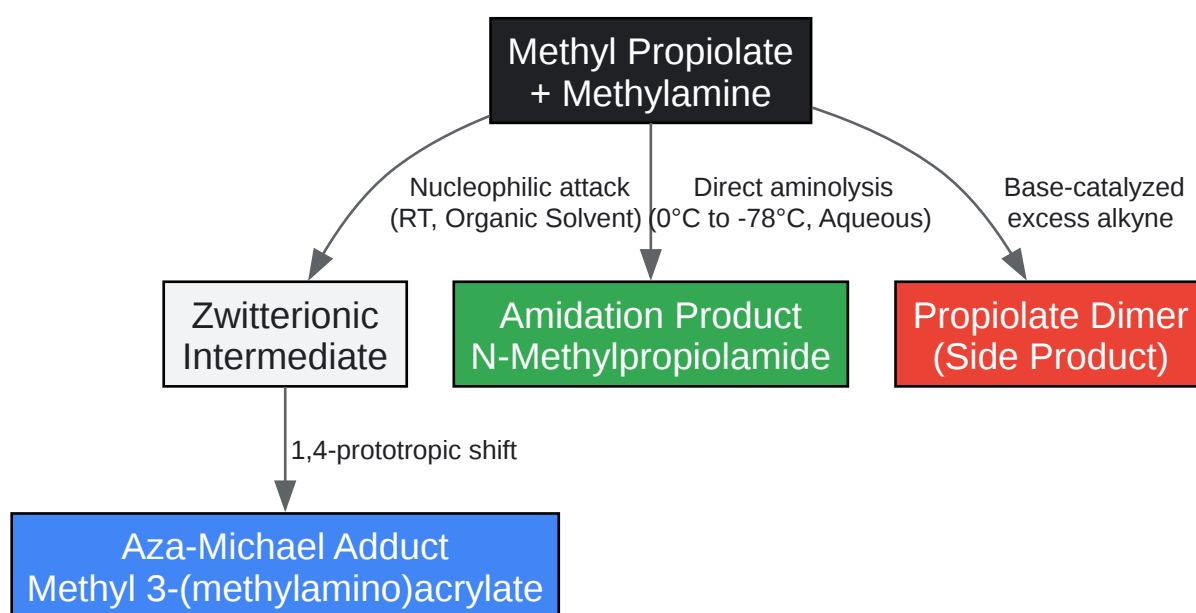 Methyl Propiolate
+ Methylamine
Nucleophilic attack
(RT, Organic Solvent)
Direct aminolysis
(0°C to -78°C, Aqueous)
Base-catalyzed
excess alkyne
Zwitterionic
Intermediate
Amidation Product
N-Methylpropiolamide
Propiolate Dimer
(Side Product)
1,4-prototropic shift
Aza-Michael Adduct
Methyl 3-(methylamino)acrylate